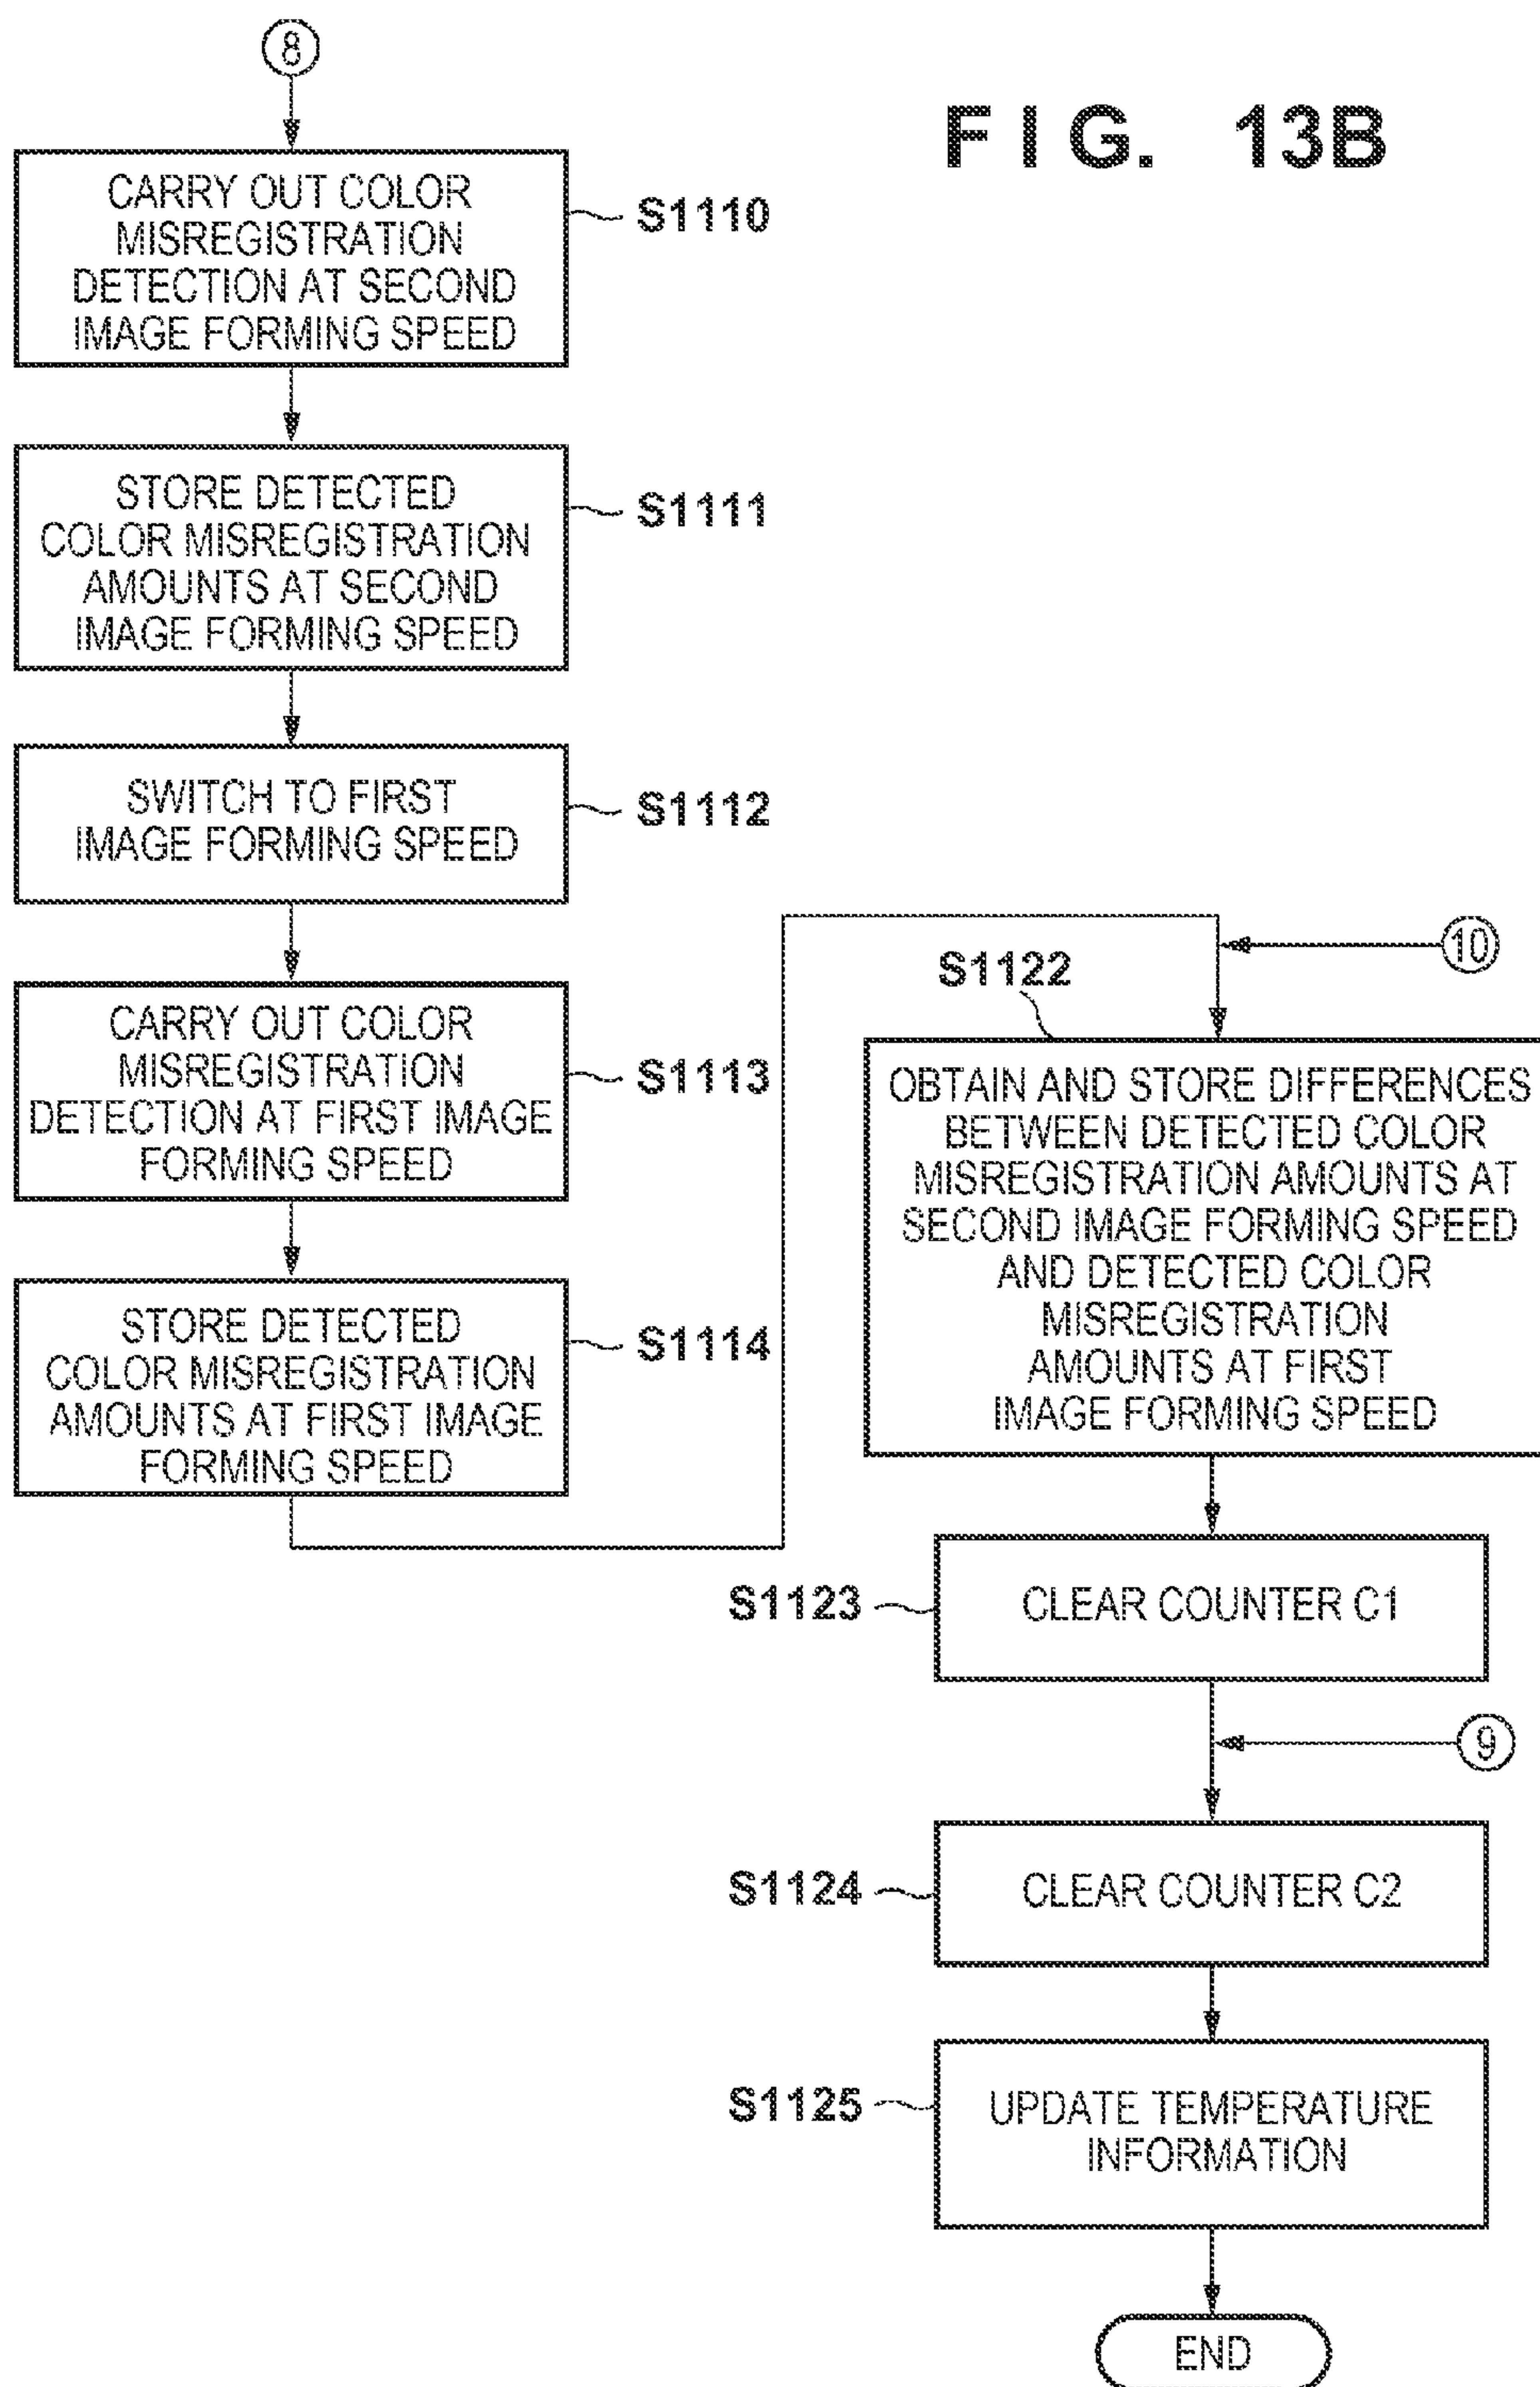 8
FIG. 13B
CARRY OUT COLOR
MISREGISTRATION
DETECTION AT SECOND
IMAGE FORMING SPEED
S1110
STORE DETECTED
COLOR MISREGISTRATION
AMOUNTS AT SECOND
IMAGE FORMING SPEED
S1111
SWITCH TO FIRST
IMAGE FORMING SPEED
S1112
CARRY OUT COLOR
MISREGISTRATION
DETECTION AT FIRST IMAGE
FORMING SPEED
S1113
STORE DETECTED
COLOR MISREGISTRATION
AMOUNTS AT FIRST IMAGE
FORMING SPEED
S1114
10
S1122
OBTAIN AND STORE DIFFERENCES
BETWEEN DETECTED COLOR
MISREGISTRATION AMOUNTS AT
SECOND IMAGE FORMING SPEED
AND DETECTED COLOR
MISREGISTRATION
AMOUNTS AT FIRST
IMAGE FORMING SPEED
S1123
CLEAR COUNTER C1
9
S1124
CLEAR COUNTER C2
S1125
UPDATE TEMPERATURE
INFORMATION
END